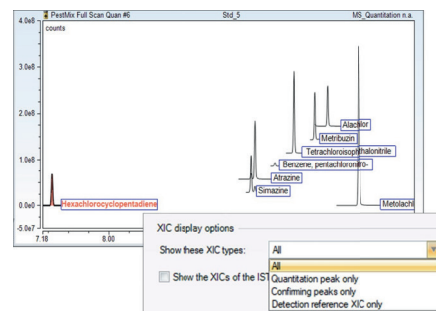 PestMix Full Scan Quan #6 Std_5 MS_Quantitation n.a.
4.0e8
counts
3.0e8
2.0e8
Alachlor
Metribuzin
Tetrachloroisophthalonitrile
1.0e8
Benzene, pentachloronitro-
Atrazine
Simazine
0.0e0
Hexachlorocyclopentadiene
Metolachl
-5.0e7
7.18 8.00
XIC display options
Show these XIC types: All
Show the XICs of the IST
All
Quantitation peak only
Confirming peaks only
Detection reference XIC only